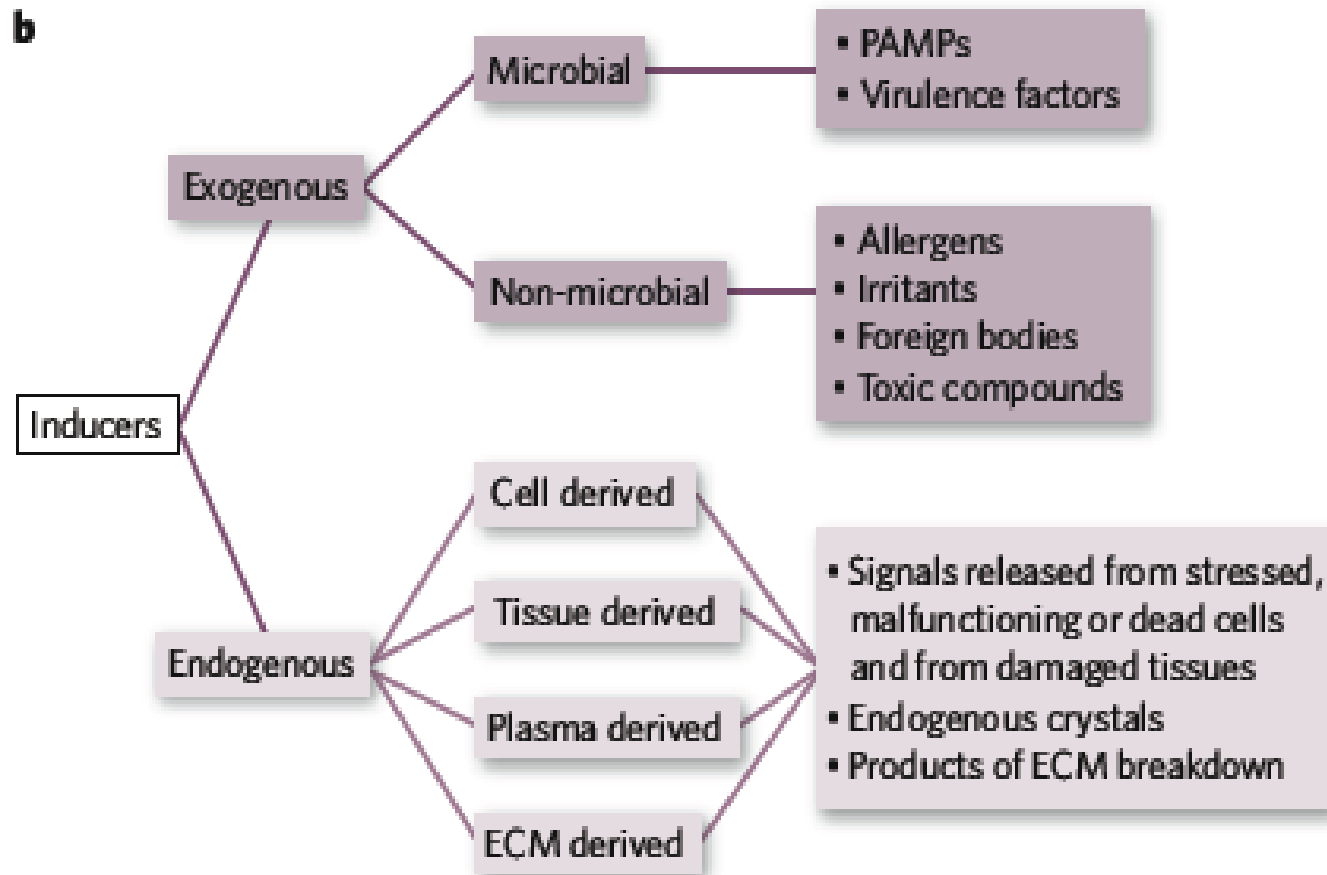 b
Inducers
Exogenous
Microbial
▪ PAMPs
▪ Virulence factors
Non-microbial
▪ Allergens
▪ Irritants
▪ Foreign bodies
▪ Toxic compounds
Endogenous
Cell derived
Tissue derived
Plasma derived
ECM derived
▪ Signals released from stressed,
malfunctioning or dead cells
and from damaged tissues
▪ Endogenous crystals
▪ Products of ECM breakdown